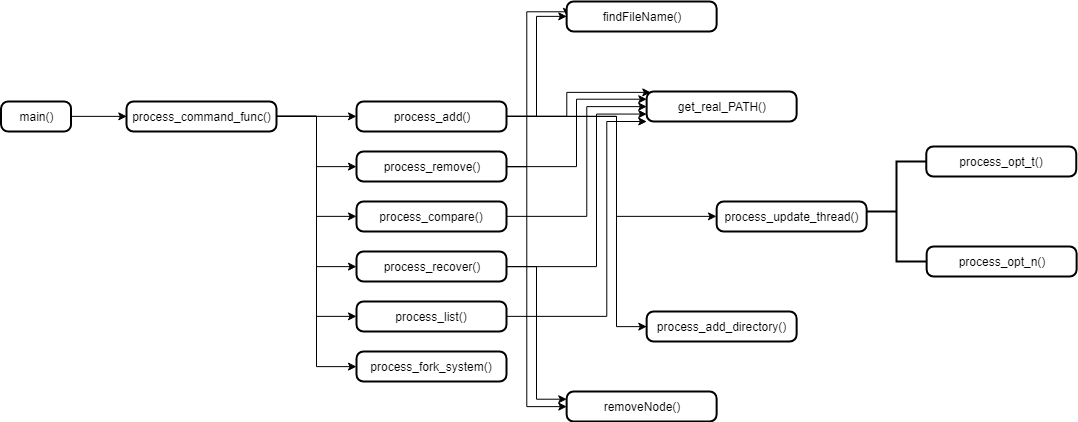 findFileName()
get_real_PATH()
main()
process_command_func()
process_add()
process_remove()
process_opt_t()
process_compare()
process_update_thread()
process_recover()
process_opt_n()
process_list()
process_add_directory()
process_fork_system()
removeNode()